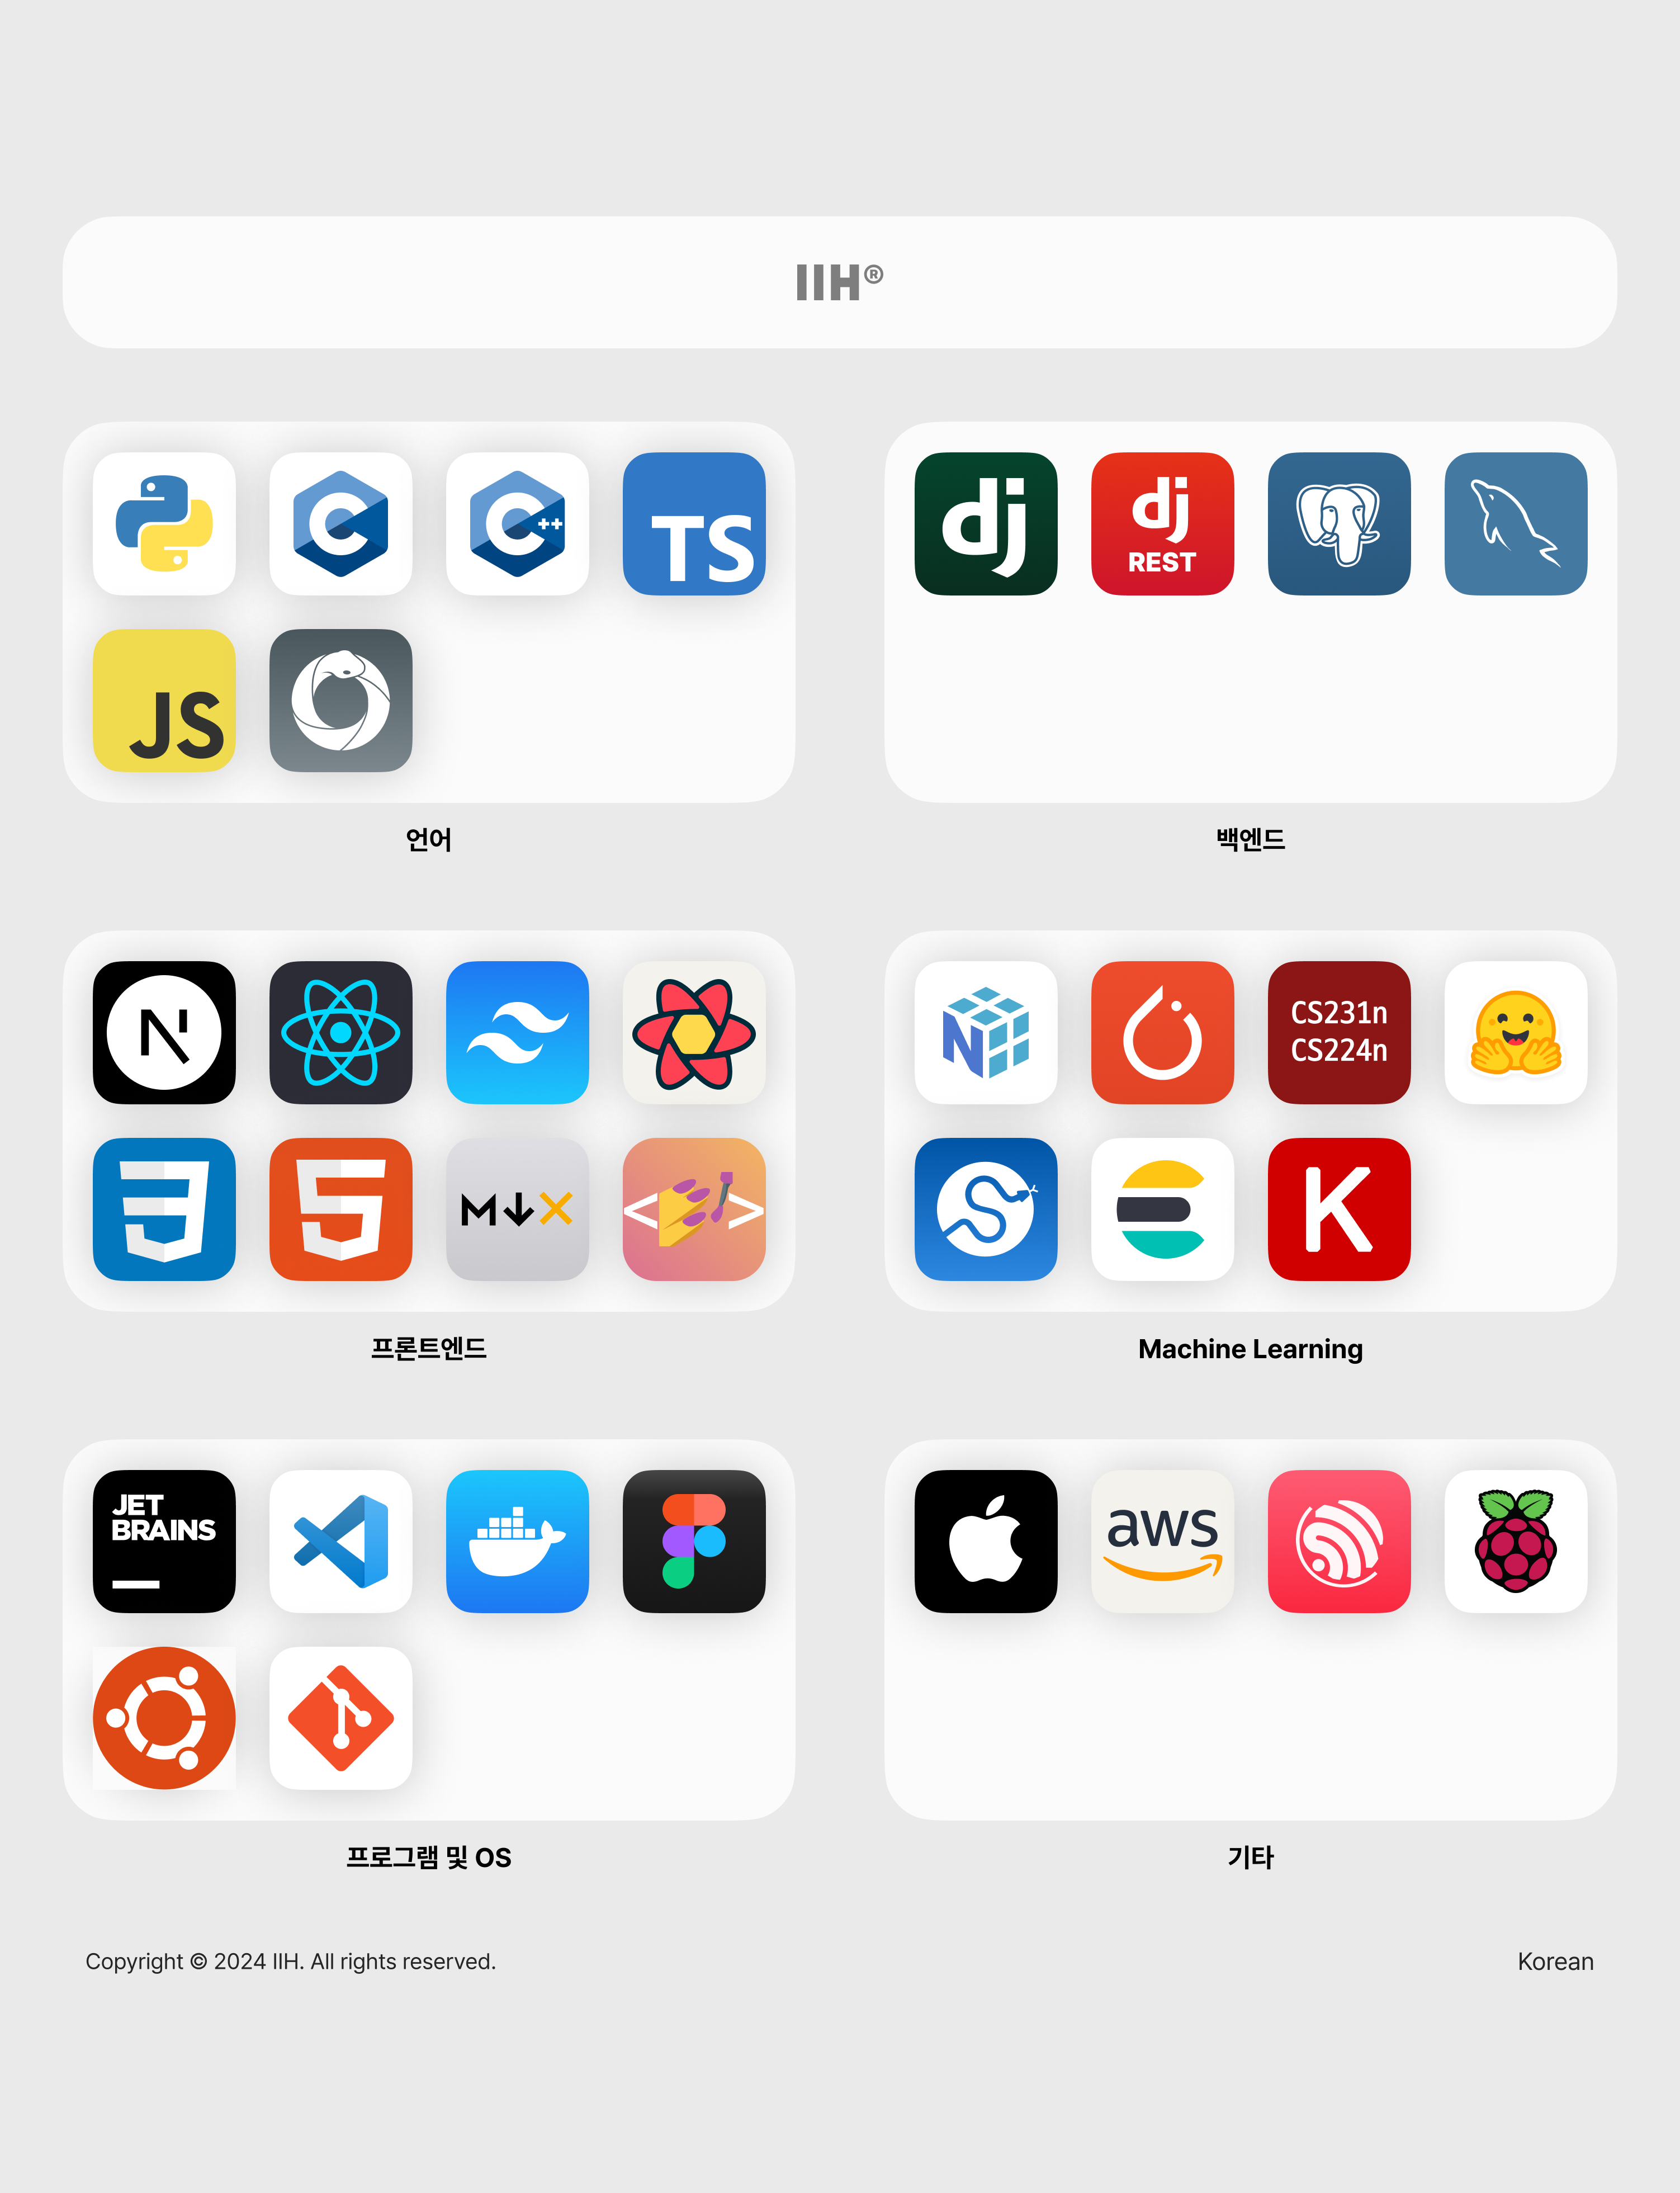 IIH®
TS
dj
dj
REST
JS
언어
백엔드
N
CS231n
CS224n
M↓X
< >
K
프론트엔드
Machine Learning
JET
BRAINS
aws
프로그램 및 OS
기타
Copyright © 2024 IIH. All rights reserved.
Korean